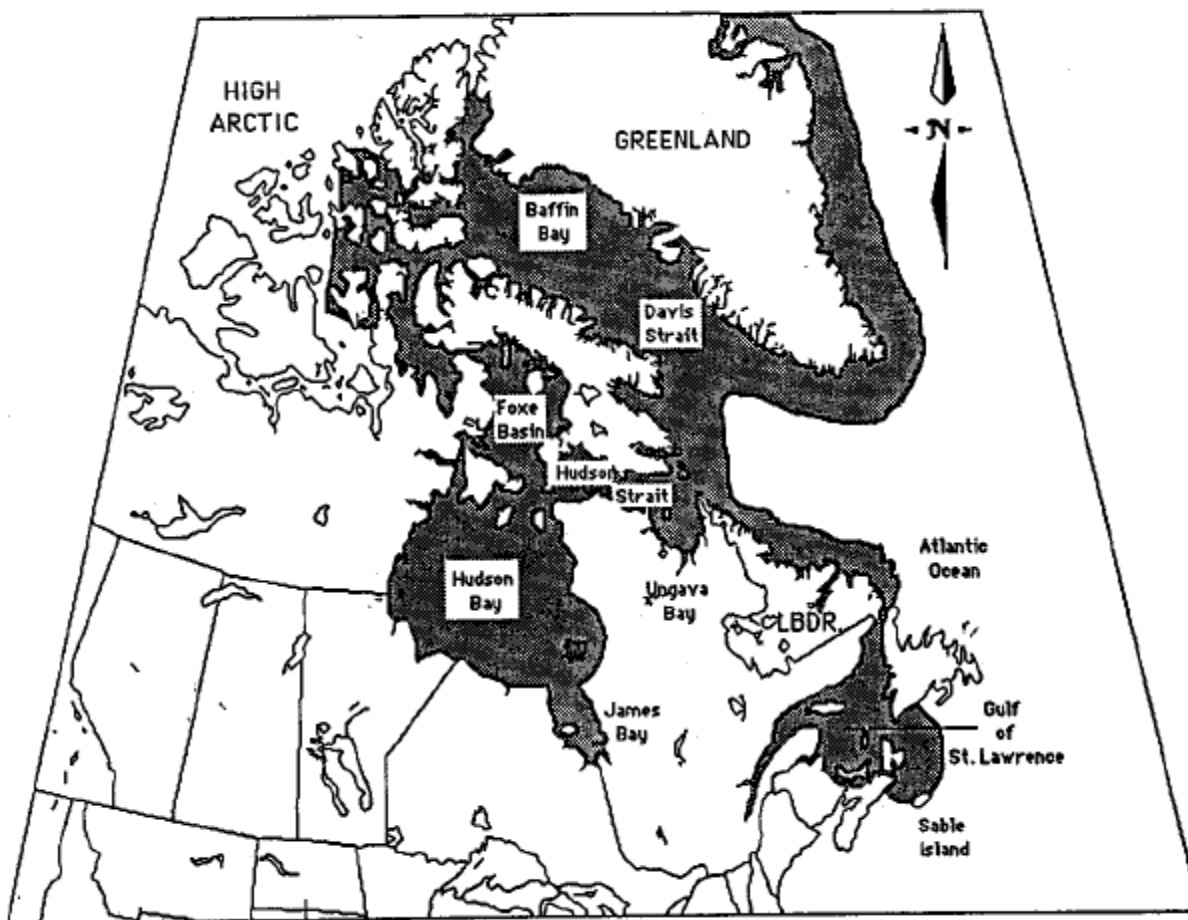 HIGH
ARCTIC
GREENLAND
N
Baffin
Bay
Davis
Strait
Foxe
Basin
Hudson
Strait
Hudson
Bay
Ungava
Bay
LBDR.
Atlantic
Ocean
James
Bay
Gulf
of
St. Lawrence
Sable
island